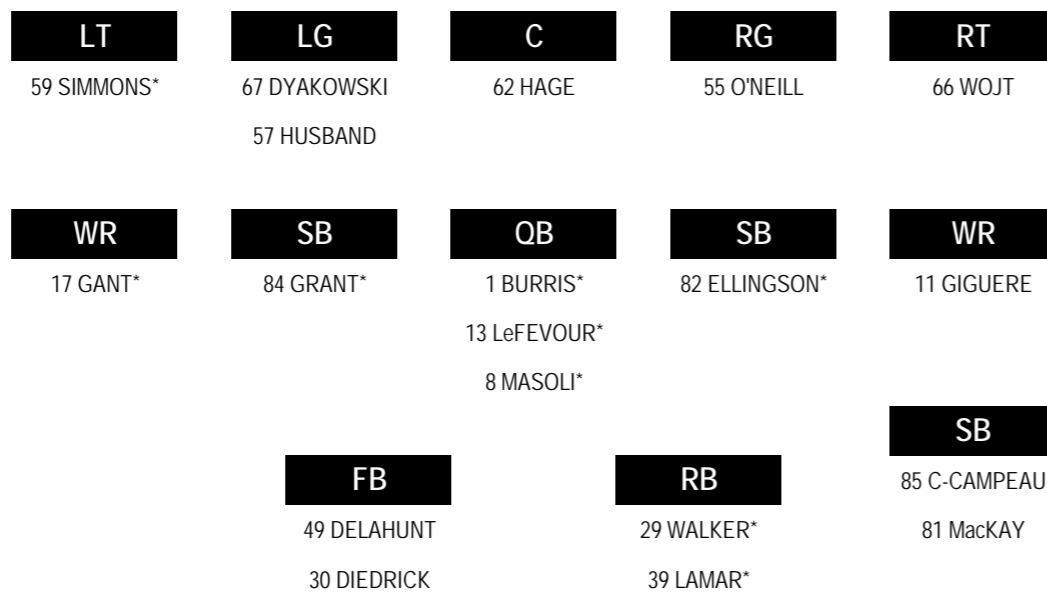 LT LG C RG RT
59 SIMMONS* 67 DYAKOWSKI 62 HAGE 55 O'NEILL 66 WOJT
57 HUSBAND
WR SB QB SB WR
17 GANT* 84 GRANT* 1 BURRIS* 82 ELLINGSON* 11 GIGUERE
13 LeFEVOUR*
8 MASOLI*
SB
FB RB 85 C-CAMPEAU
49 DELAHUNT 29 WALKER* 81 MacKAY
30 DIEDRICK 39 LAMAR*